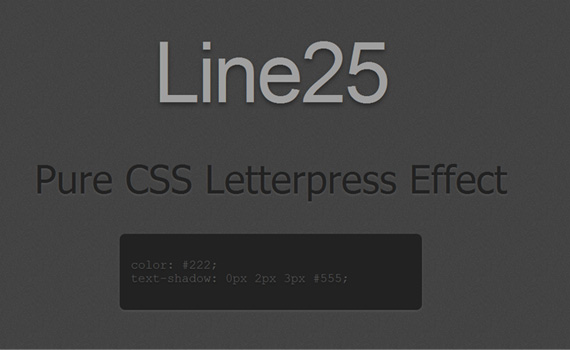 Line25
Pure CSS Letterpress Effect
color: #222;
text-shadow: 0px 2px 3px #555;